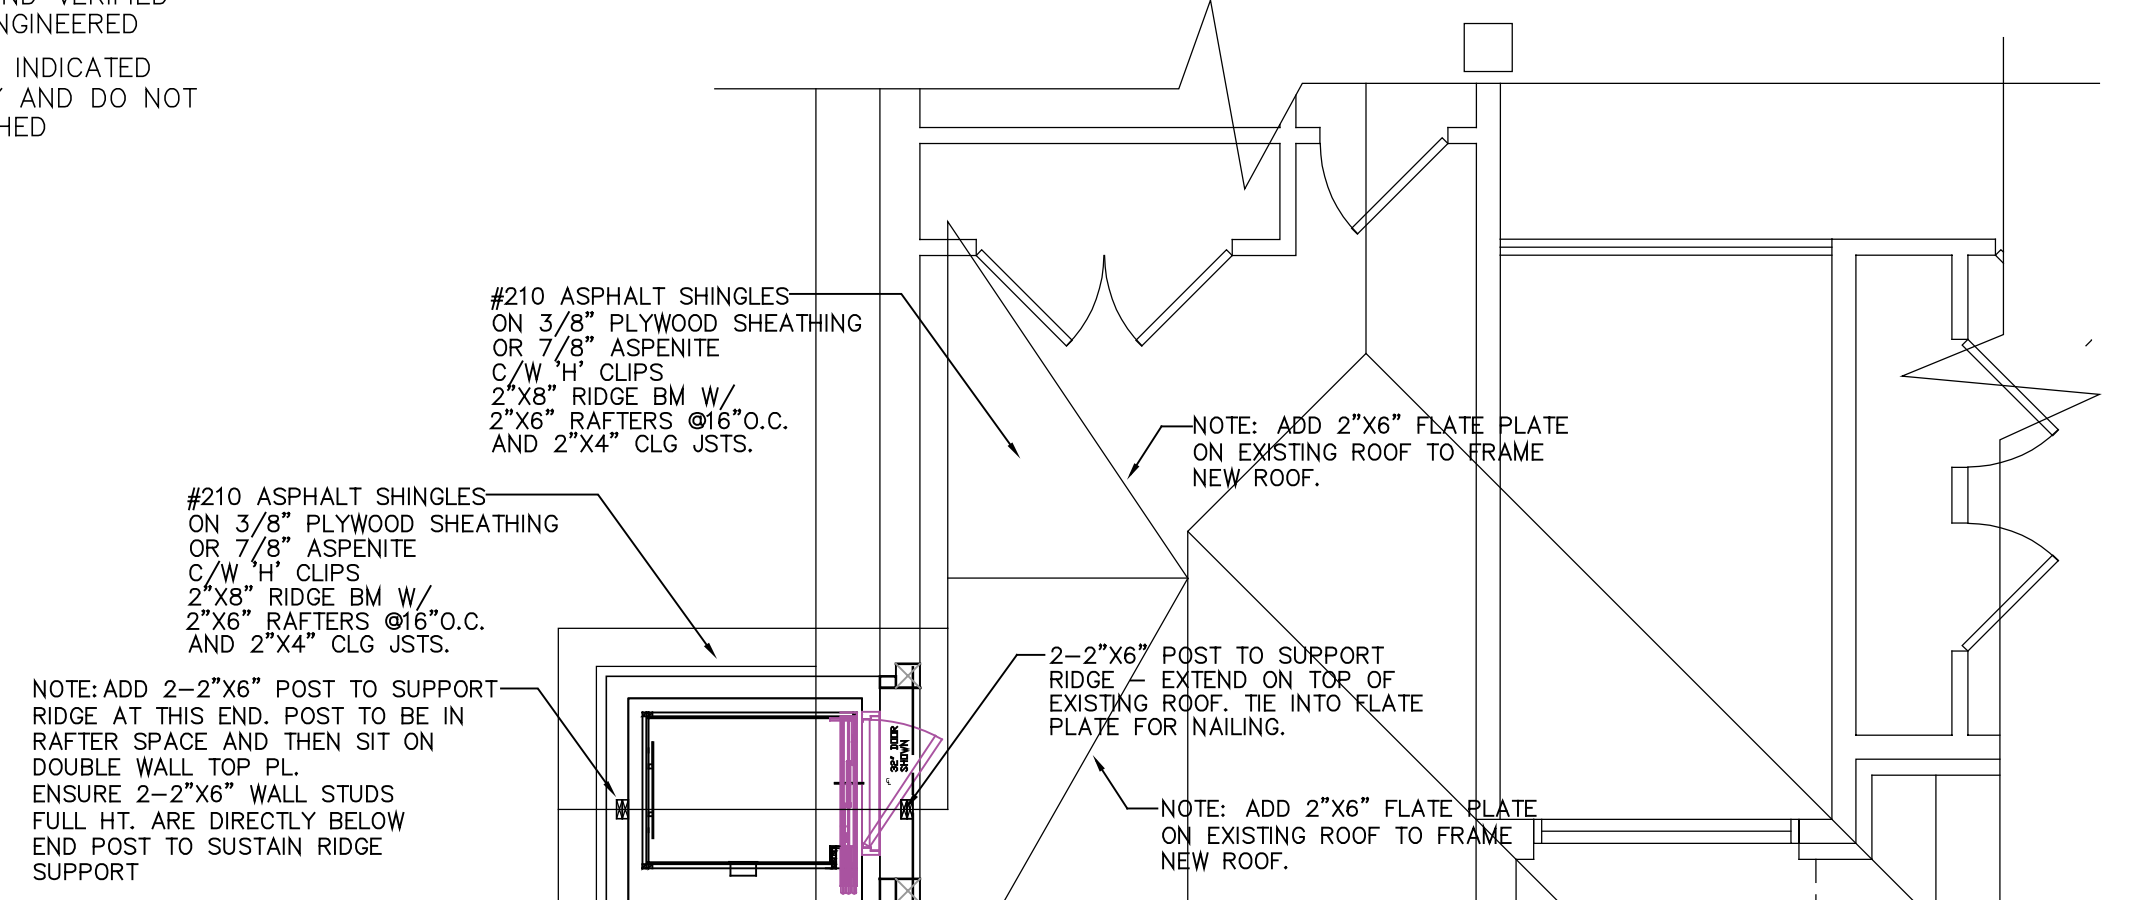 NGINEERED
INDICATED
AND DO NOT
HED
#210 ASPHALT SHINGLES
ON 3/8" PLYWOOD SHEATHING
OR 7/8" ASPENITE
C/W 'H' CLIPS
2"X8" RIDGE BM W/
2"X6" RAFTERS @16"O.C.
AND 2"X4" CLG JSTS.
NOTE: ADD 2"X6" FLATE PLATE
ON EXISTING ROOF TO FRAME
NEW ROOF.
#210 ASPHALT SHINGLES
ON 3/8" PLYWOOD SHEATHING
OR 7/8" ASPENITE
C/W 'H' CLIPS
2"X8" RIDGE BM W/
2"X6" RAFTERS @16"O.C.
AND 2"X4" CLG JSTS.
2-2"X6" POST TO SUPPORT
RIDGE - EXTEND ON TOP OF
EXISTING ROOF. TIE INTO FLATE
PLATE FOR NAILING.
NOTE: ADD 2-2"X6" POST TO SUPPORT
RIDGE AT THIS END. POST TO BE IN
RAFTER SPACE AND THEN SIT ON
DOUBLE WALL TOP PL.
ENSURE 2-2"X6" WALL STUDS
FULL HT. ARE DIRECTLY BELOW
END POST TO SUSTAIN RIDGE
SUPPORT
32" DOOR
SHOWN
NOTE: ADD 2"X6" FLATE PLATE
ON EXISTING ROOF TO FRAME
NEW ROOF.